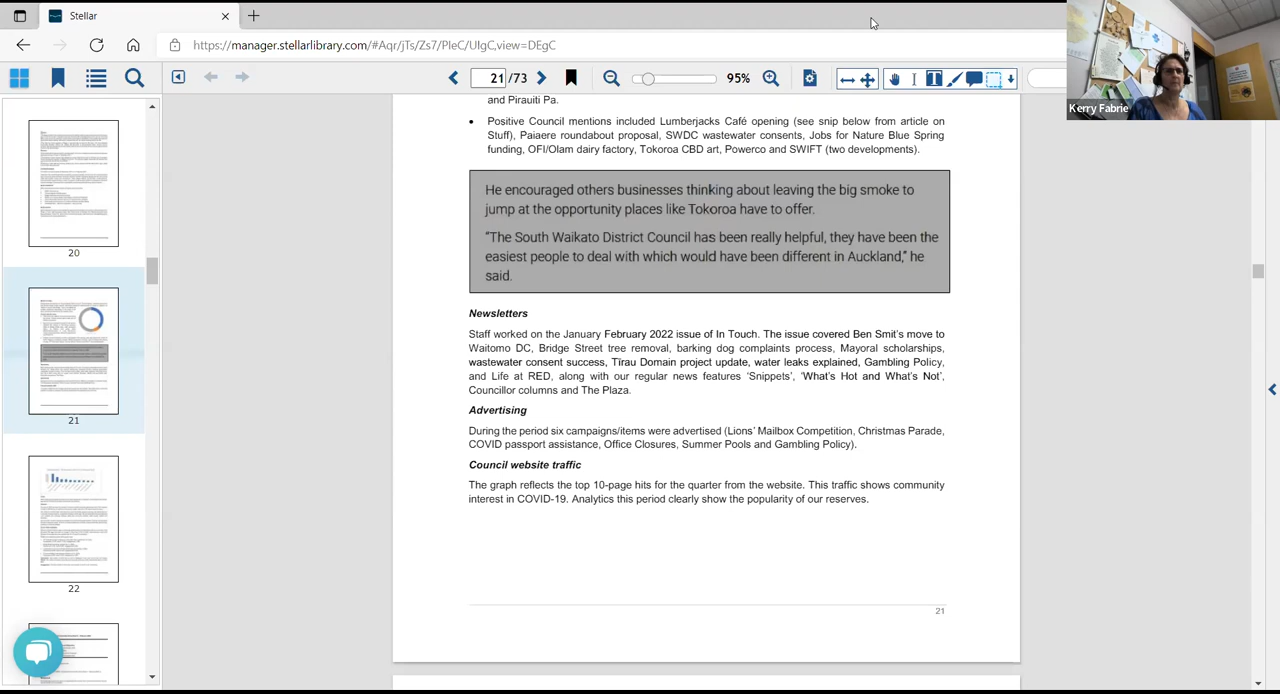 Stellar
https://manager.stellarlibrary.com/#Aqr/jTs/Zs7/PIeC/UIgC,view=DEgC
21 /73
95%
Kerry Fabrie
and Pirauiti Pa.
• Positive Council mentions included Lumberjacks Café opening (see snip below from article on
Stuff), Paiaere roundabout proposal, SWDC wastewater consents, Jobs for Nature Blue Spring
funding, OFI/Olam dairy factory, Tokoroa CBD art, Powerco and SWIFT (two developments).
He encouraged others businesses thinking about leaving the big smoke to
jump at the opportunity places like Tokoroa have to offer.
“The South Waikato District Council has been really helpful, they have been the
easiest people to deal with which would have been different in Auckland,” he
said.
Newsletters
Staff worked on the January February 2022 issue of In Touch. The issue covered Ben Smit’s move to
Waitomo DC, Bridge Street tree removal, barking dog complaints process, Mayoral scholarships,
wastewater consent success, Tirau Domain project update, water leaks explained, Gambling Policy,
and Life at RED, along with our regular news features ‘Snippets’, ‘What’s Hot and What’s Not’,
Councillor columns and The Plaza.
Advertising
During the period six campaigns/items were advertised (Lions’ Mailbox Competition, Christmas Parade,
COVID passport assistance, Office Closures, Summer Pools and Gambling Policy).
Council website traffic
The graph reflects the top 10-page hits for the quarter from the website. This traffic shows community
interest in COVID-19. Analytics this period clearly show the popularity of our reserves.
21
20
21
22